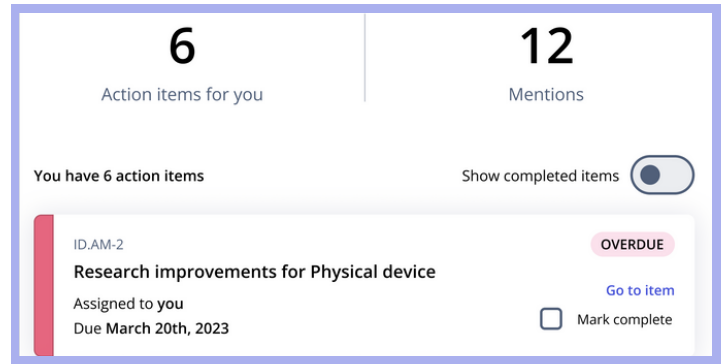 6
Action items for you
12
Mentions
You have 6 action items
Show completed items
ID.AM-2
OVERDUE
Research improvements for Physical device
Go to item
Assigned to you
Mark complete
Due March 20th, 2023